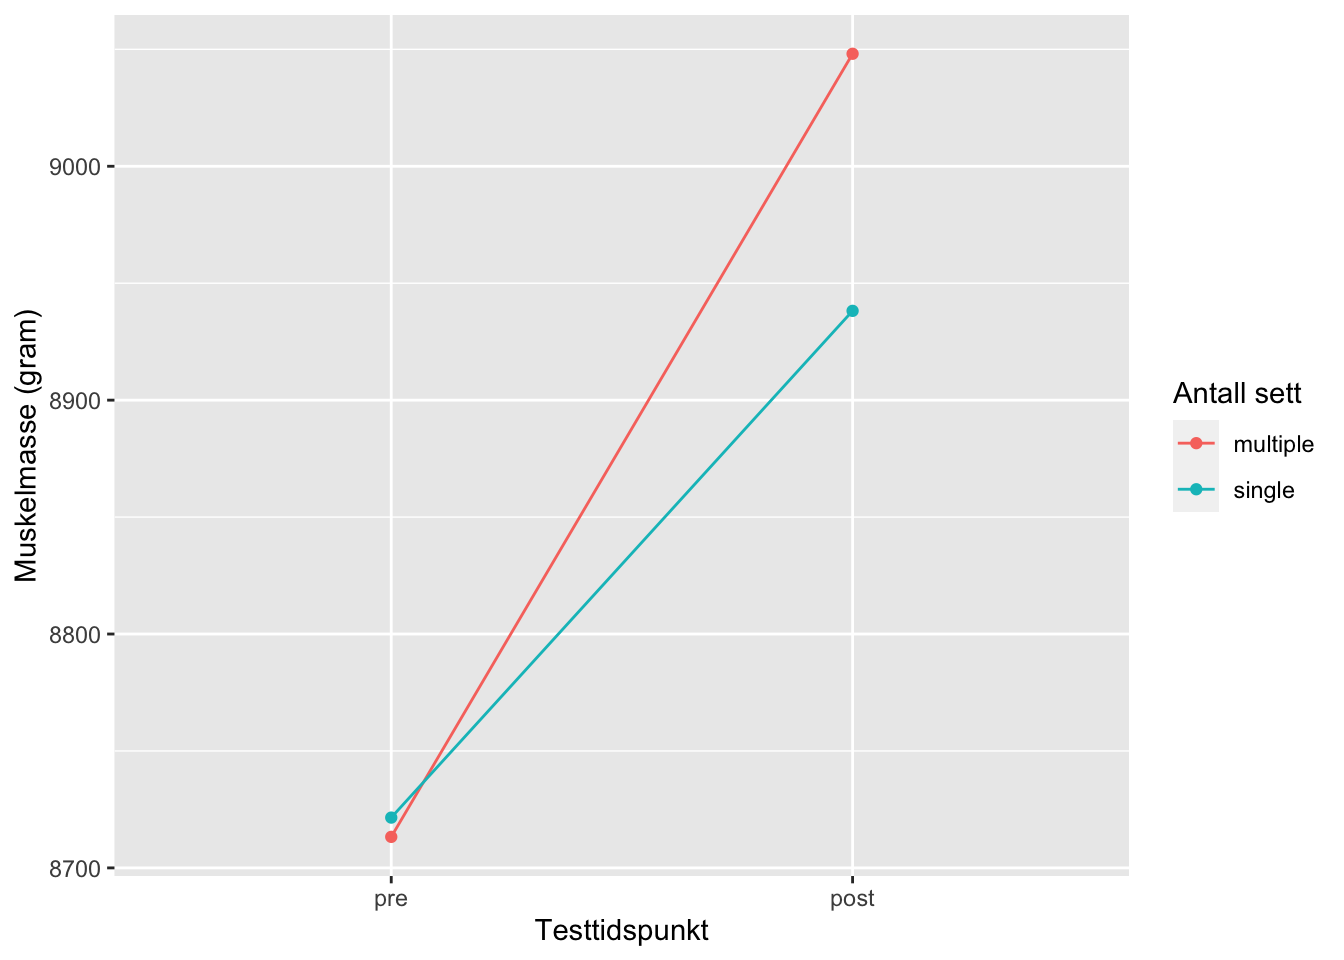 Muskelmasse (gram)
9000
8900
8800
8700
pre
post
Testtidspunkt
Antall sett
multiple
single